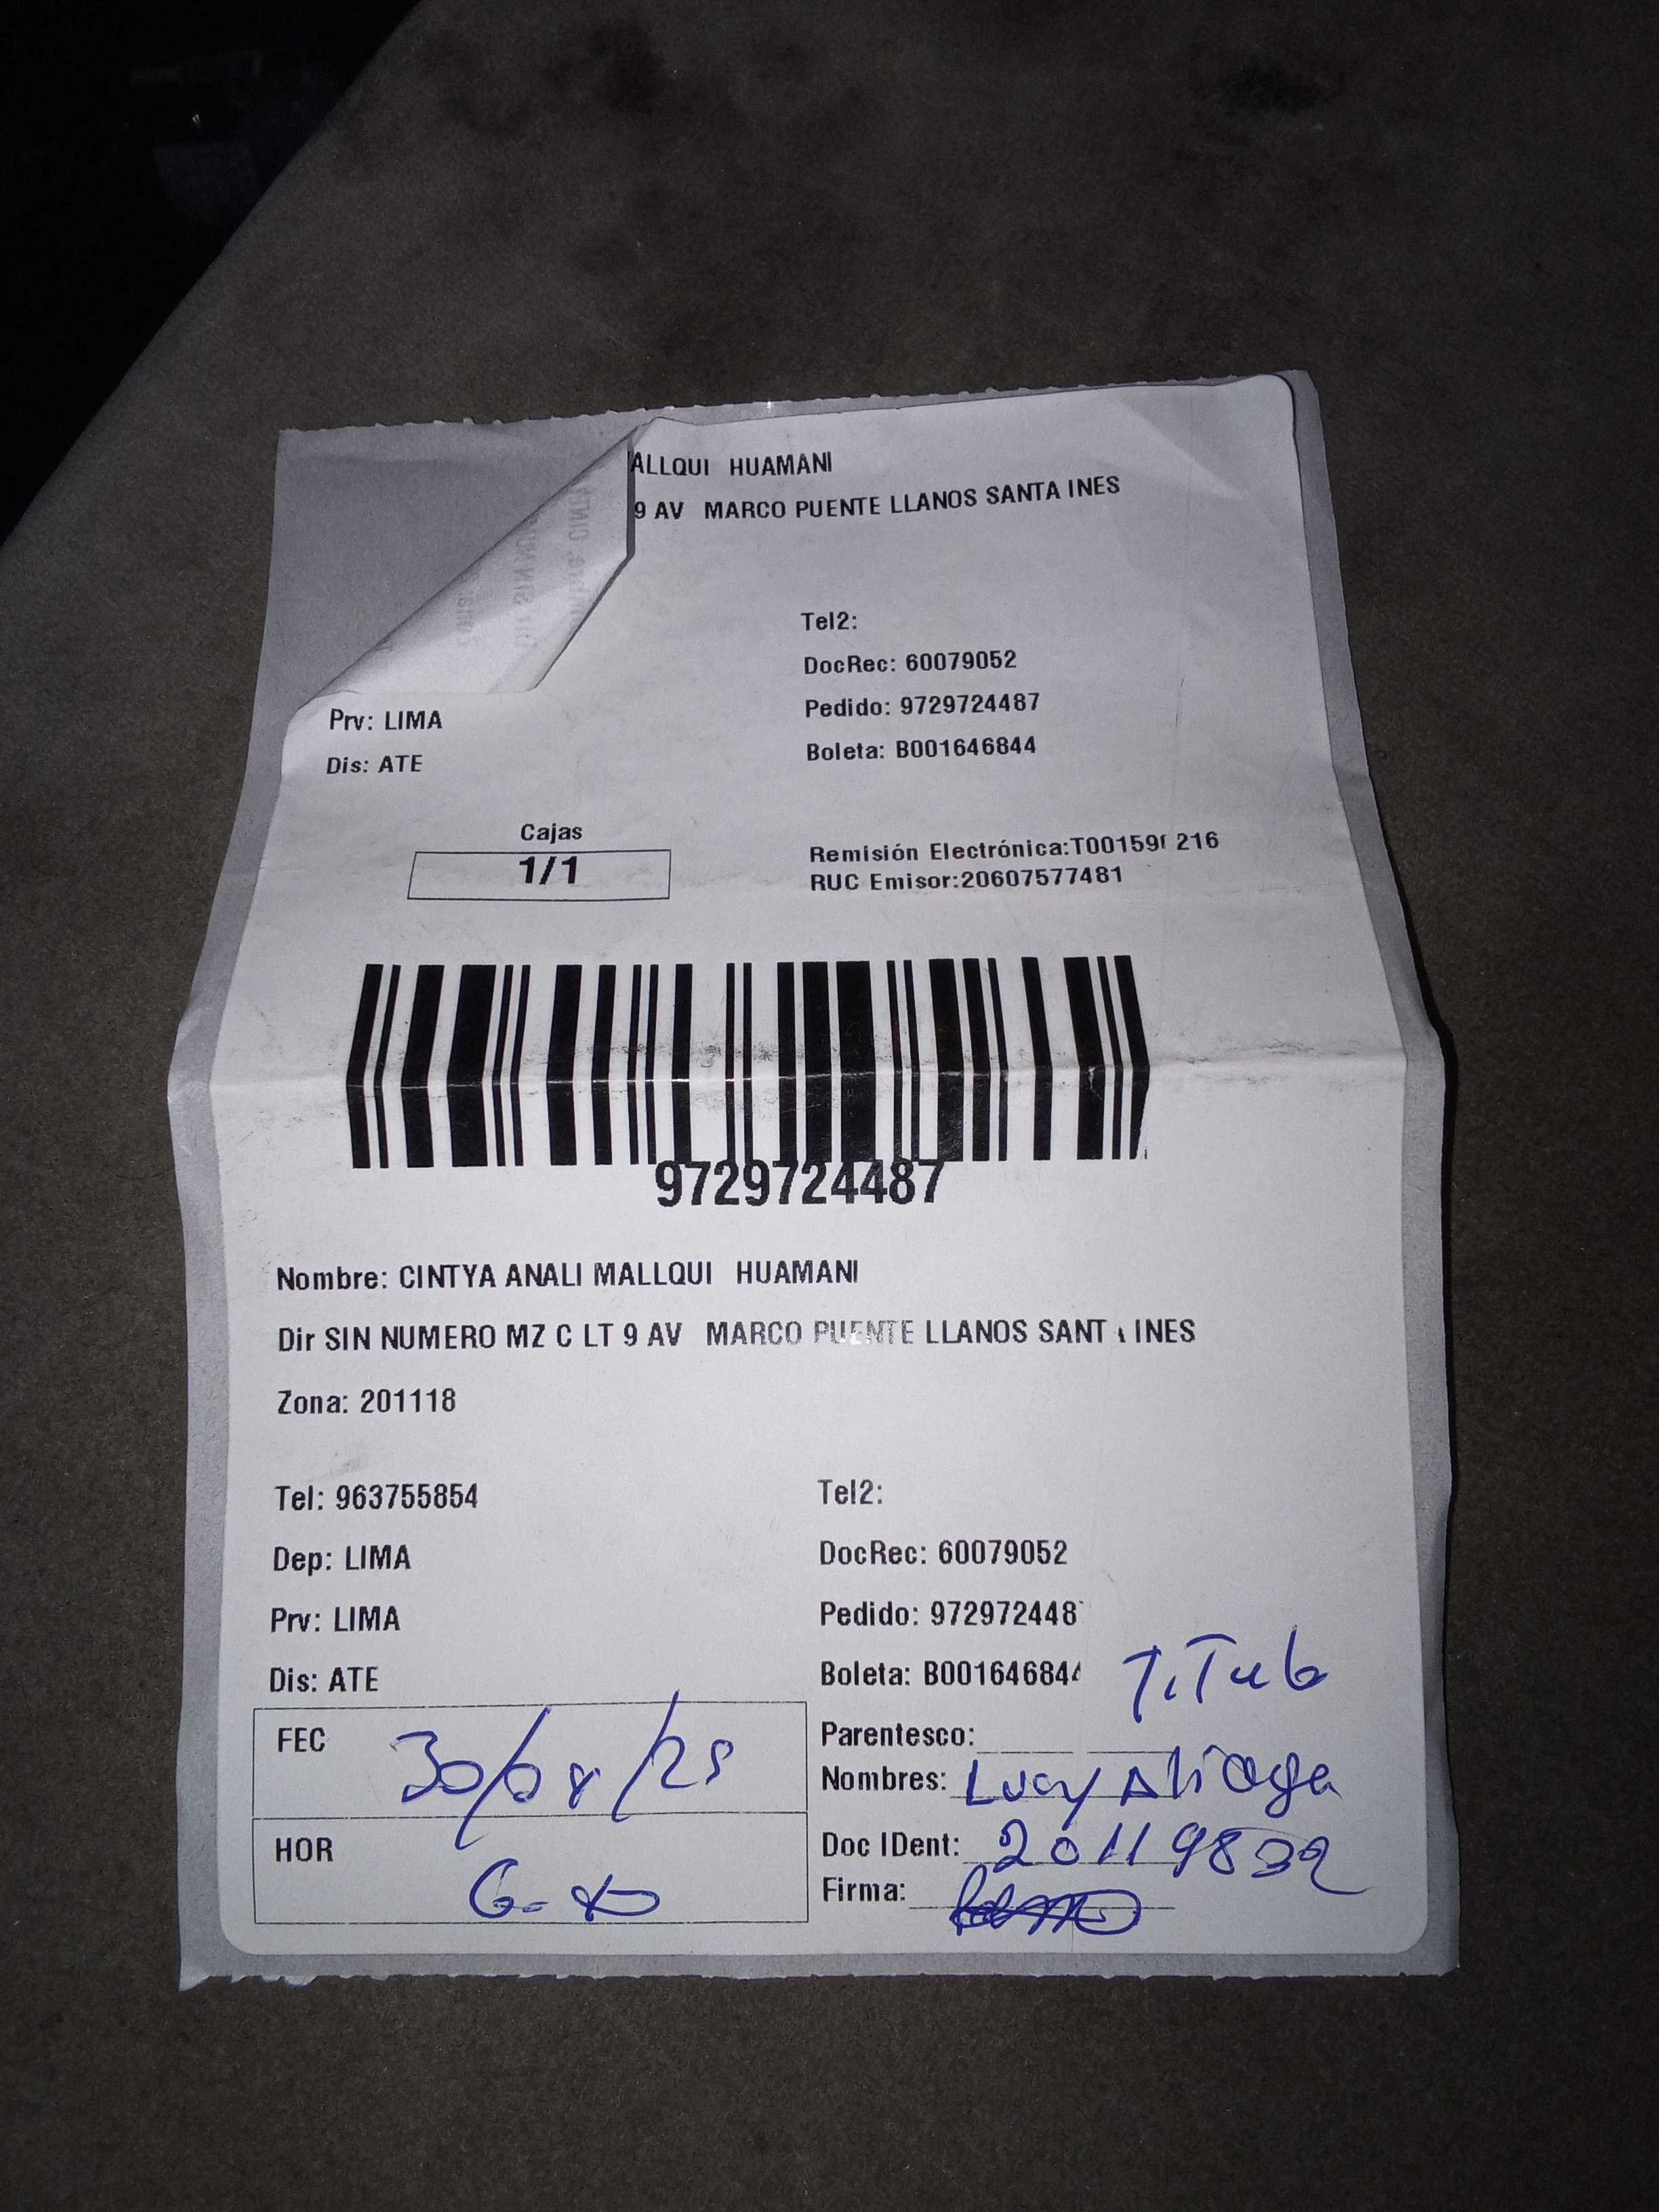 ALLQUI HUAMANI
9 AV MARCO PUENTE LLANOS SANTA INES
Tel2:
DocRec: 60079052
Prv: LIMA
Pedido: 9729724487
Dis: ATE
Boleta: B001646844
Cajas
1/1
Remisión Electrónica:T00159 216
RUC Emisor:20607577481
9729724487
Nombre: CINTYA ANALI MALLQUI HUAMANI
Dir SIN NUMERO MZ C LT 9 AV MARCO PUENTE LLANOS SANT INES
Zona: 201118
Tel: 963755854
Tel2:
Dep: LIMA
DocRec: 60079052
Prv: LIMA
Pedido: 972972448
Dis: ATE
Boleta: B00164684
FEC 30/08/25
Parentesco:
Nombres: Lucy Aliaga
HOR
Doc IDent: 20119832
Firma: